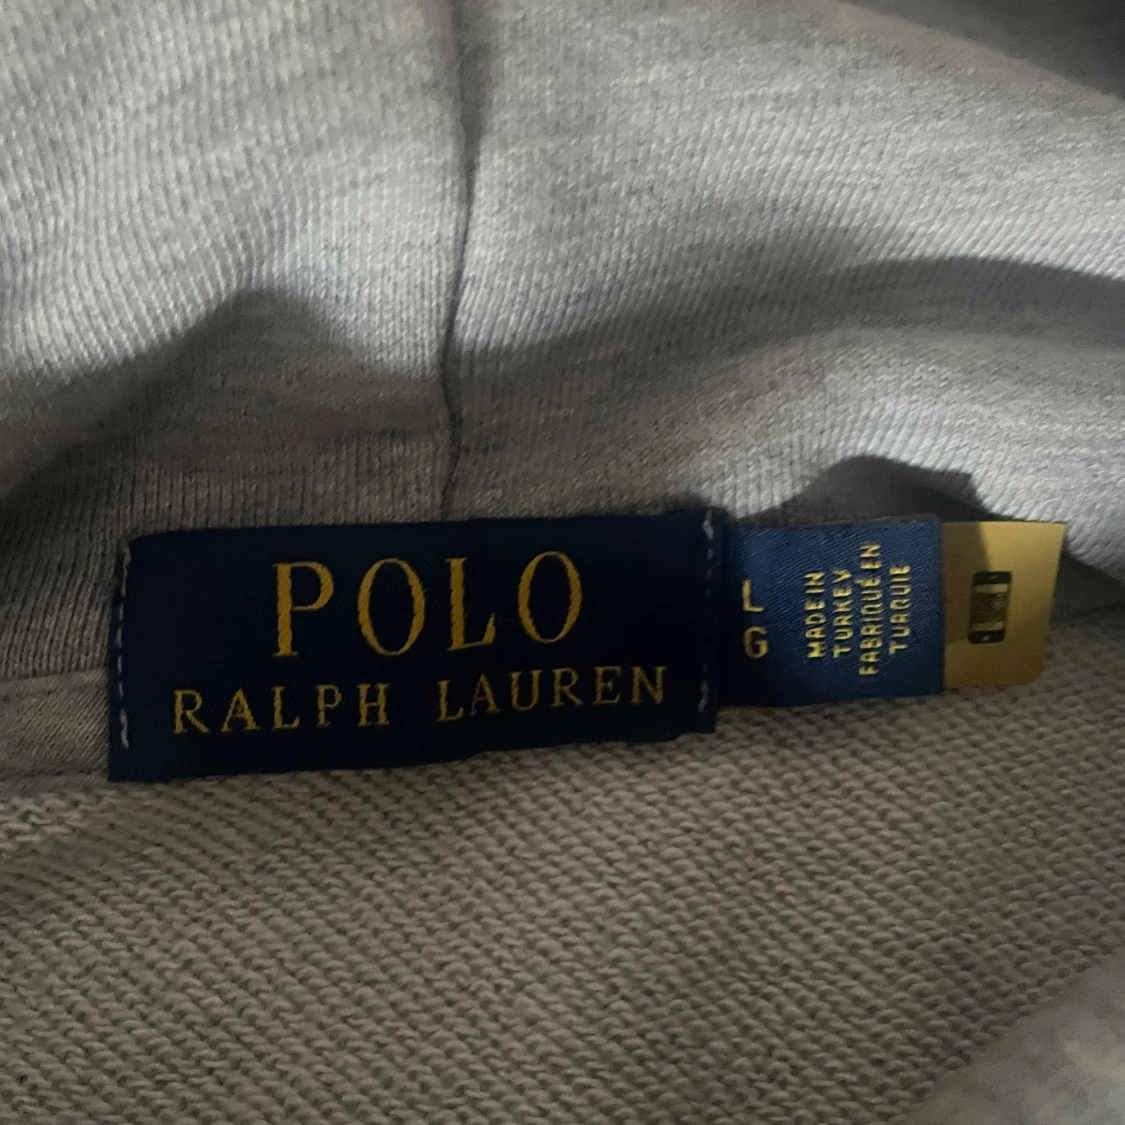 POLO
RALPH LAUREN
L
G
MADE IN
TURKEY
FABRIQUÉ EN
TURQUIE